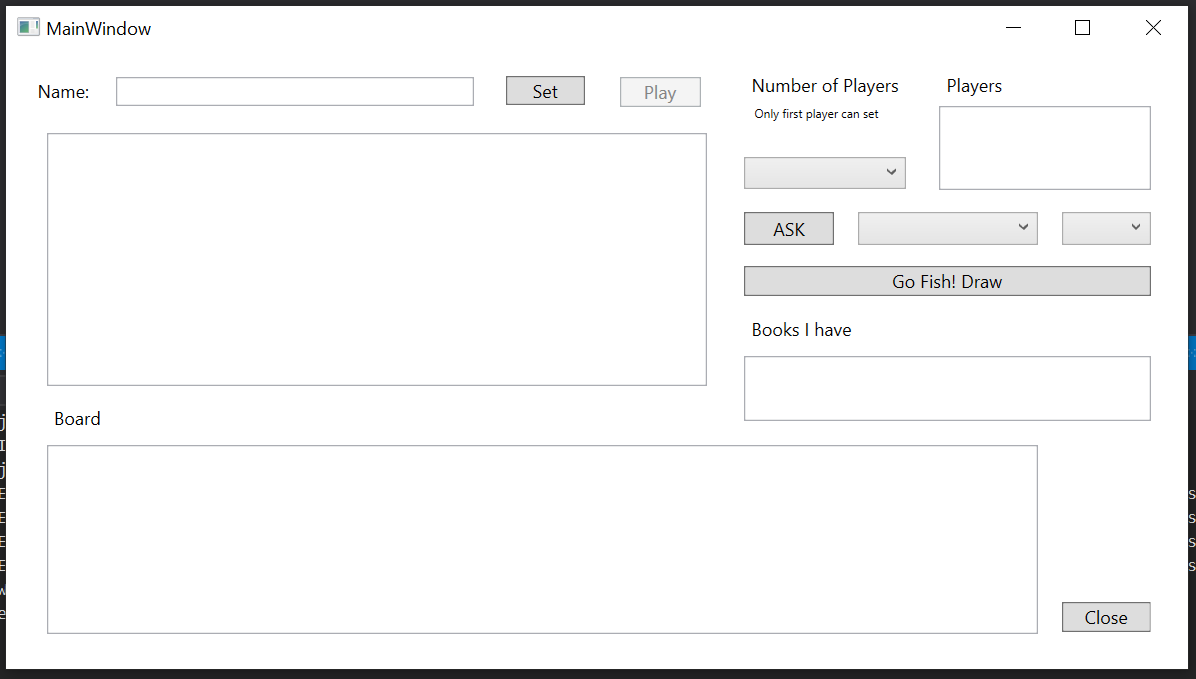 MainWindow
Name:
Set
Play
Number of Players
Players
Only first player can set
ASK
Go Fish! Draw
Books I have
Board
Close